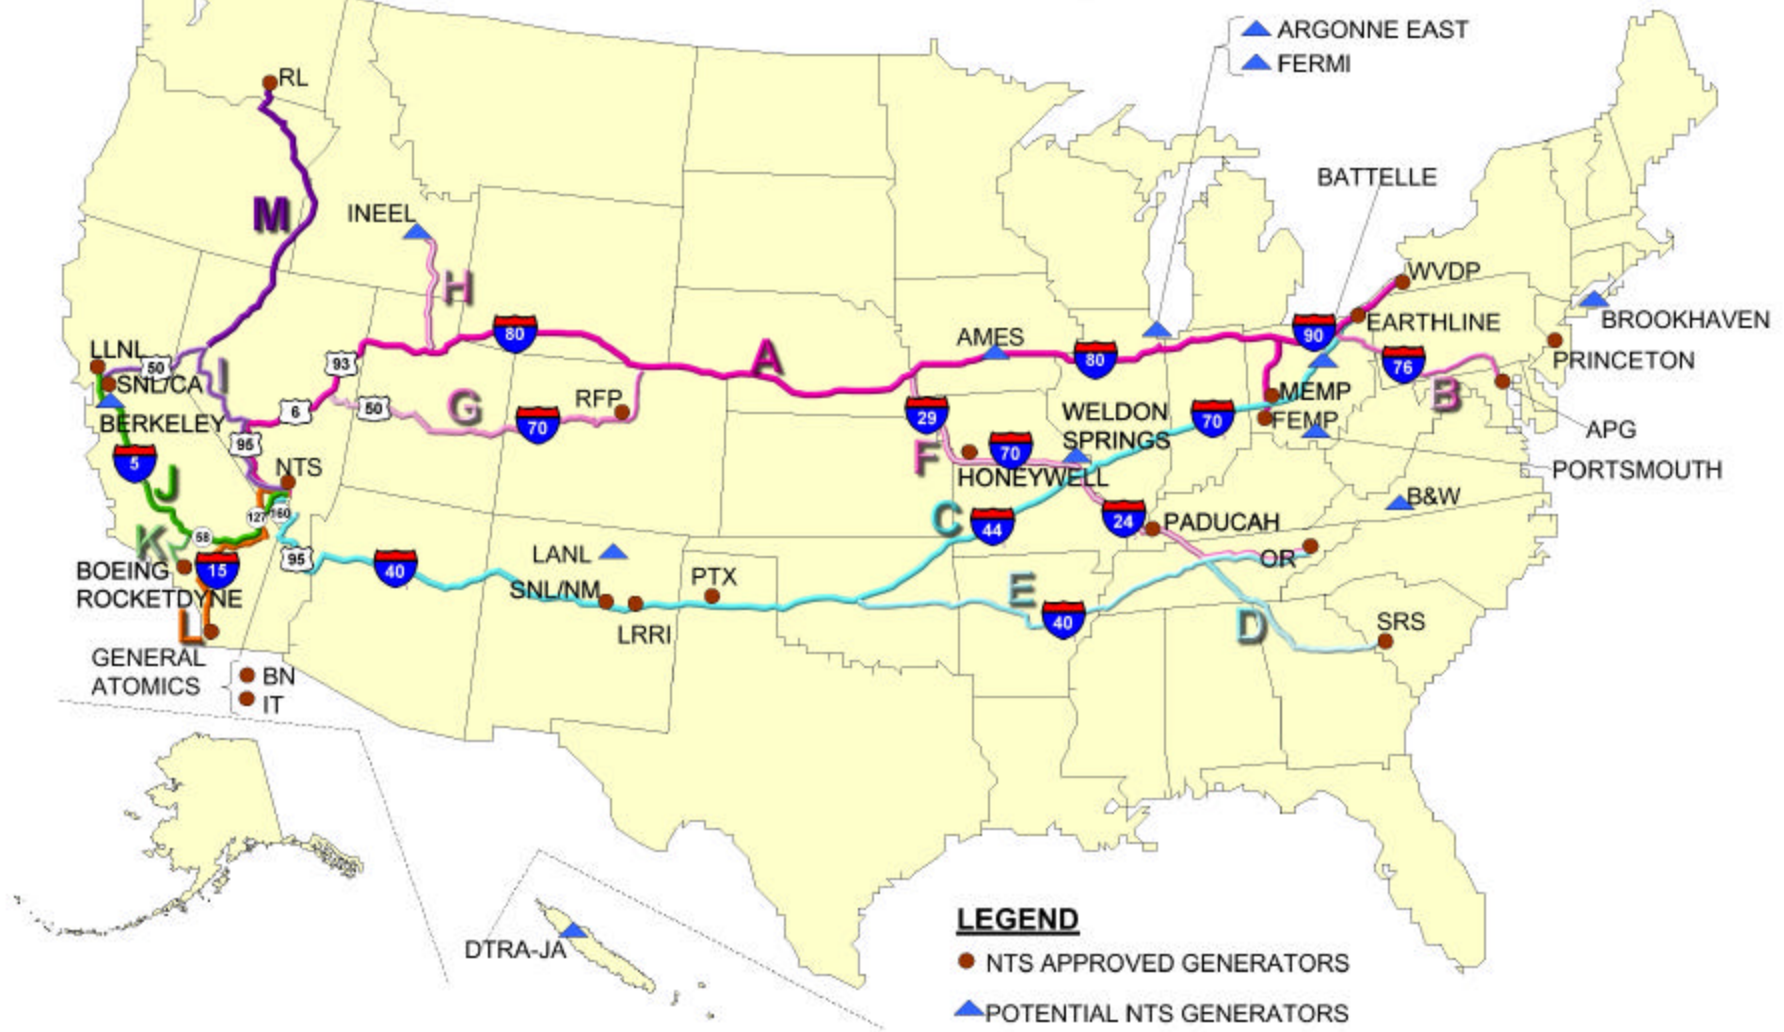 ARGONNE EAST
FERMI
RL
BATTELLE
M
INEEL
H
WVDP
BROOKHAVEN
EARTHLINE
PRINCETON
80
90
A
AMES
80
76
B
APG
LLNL
50
SNL/CA
BERKELEY
I
93
6
50
G
70
RFP
95
29
F
70
HONEYWELL
WELDON
SPRINGS
70
MEMP
FEMP
PORTSMOUTH
5
J
NTS
127
160
K
58
15
95
BOEING
ROCKETDYNE
L
GENERAL
ATOMICS
BN
IT
40
LANL
SNL/NM
LRRI
PTX
C
44
24
PADUCAH
B&W
OR
E
40
D
SRS
DTRA-JA
LEGEND
NTS APPROVED GENERATORS
POTENTIAL NTS GENERATORS